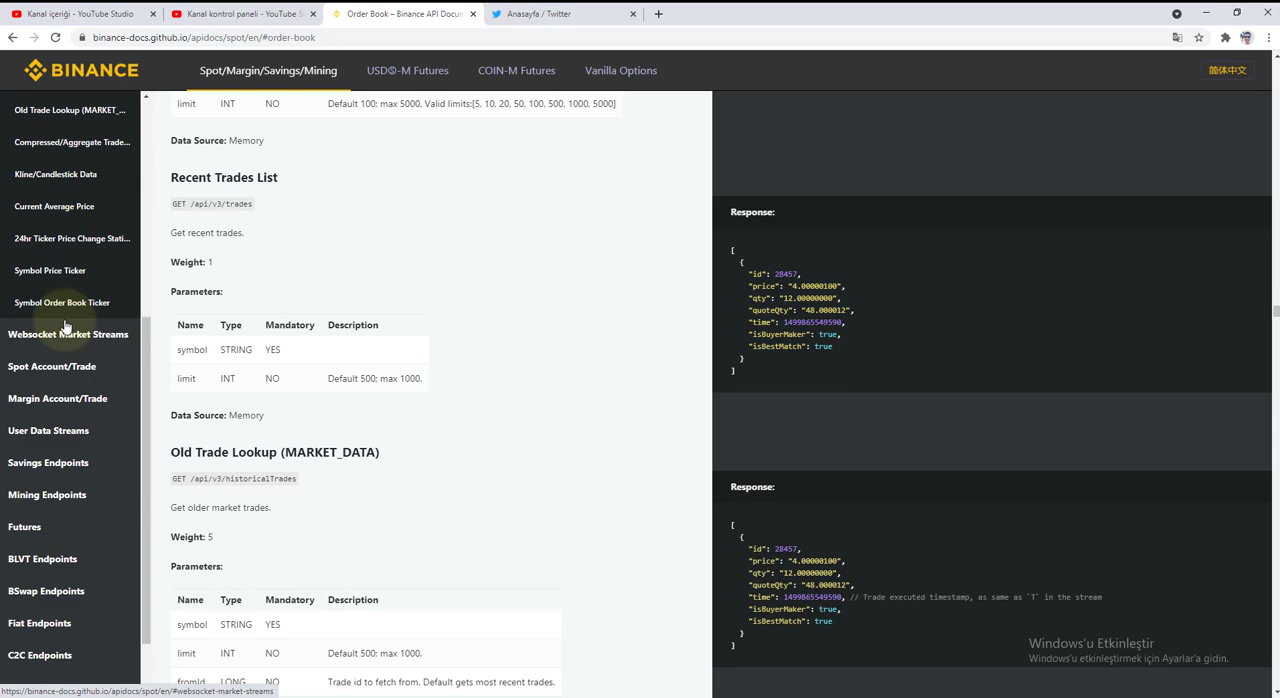 Kanal içeriği - YouTube Studio
Kanal kontrol paneli - YouTube S
Order Book – Binance API Docum
Anasayfa / Twitter
binance-docs.github.io/apidocs/spot/en/#order-book
BINANCE
Spot/Margin/Savings/Mining
USDⓈ-M Futures
COIN-M Futures
Vanilla Options
简体中文
Old Trade Lookup (MARKET_...
Compressed/Aggregate Trade...
Kline/Candlestick Data
Current Average Price
24hr Ticker Price Change Stati...
Symbol Price Ticker
Symbol Order Book Ticker
Websocket Market Streams
Spot Account/Trade
Margin Account/Trade
User Data Streams
Savings Endpoints
Mining Endpoints
Futures
BLVT Endpoints
BSwap Endpoints
Fiat Endpoints
C2C Endpoints
https://binance-docs.github.io/apidocs/spot/en/#websocket-market-streams
limit INT NO Default 100; max 5000. Valid limits:[5, 10, 20, 50, 100, 500, 1000, 5000]
Data Source: Memory
Recent Trades List
GET /api/v3/trades
Get recent trades.
Weight: 1
Parameters:
Name Type Mandatory Description
symbol STRING YES
limit INT NO Default 500; max 1000.
Data Source: Memory
Old Trade Lookup (MARKET_DATA)
GET /api/v3/historicalTrades
Get older market trades.
Weight: 5
Parameters:
Name Type Mandatory Description
symbol STRING YES
limit INT NO Default 500; max 1000.
fromId LONG NO Trade id to fetch from. Default gets most recent trades.
Response:
[
{
"id": 28457,
"price": "4.00000100",
"qty": "12.00000000",
"quoteQty": "48.000012",
"time": 1499865549590,
"isBuyerMaker": true,
"isBestMatch": true
}
]
Response:
[
{
"id": 28457,
"price": "4.00000100",
"qty": "12.00000000",
"quoteQty": "48.000012",
"time": 1499865549590, // Trade executed timestamp, as same as `T` in the stream
"isBuyerMaker": true,
"isBestMatch": true
}
]
Windows'u Etkinleştir
Windows'u etkinleştirmek için Ayarlar'a gidin.